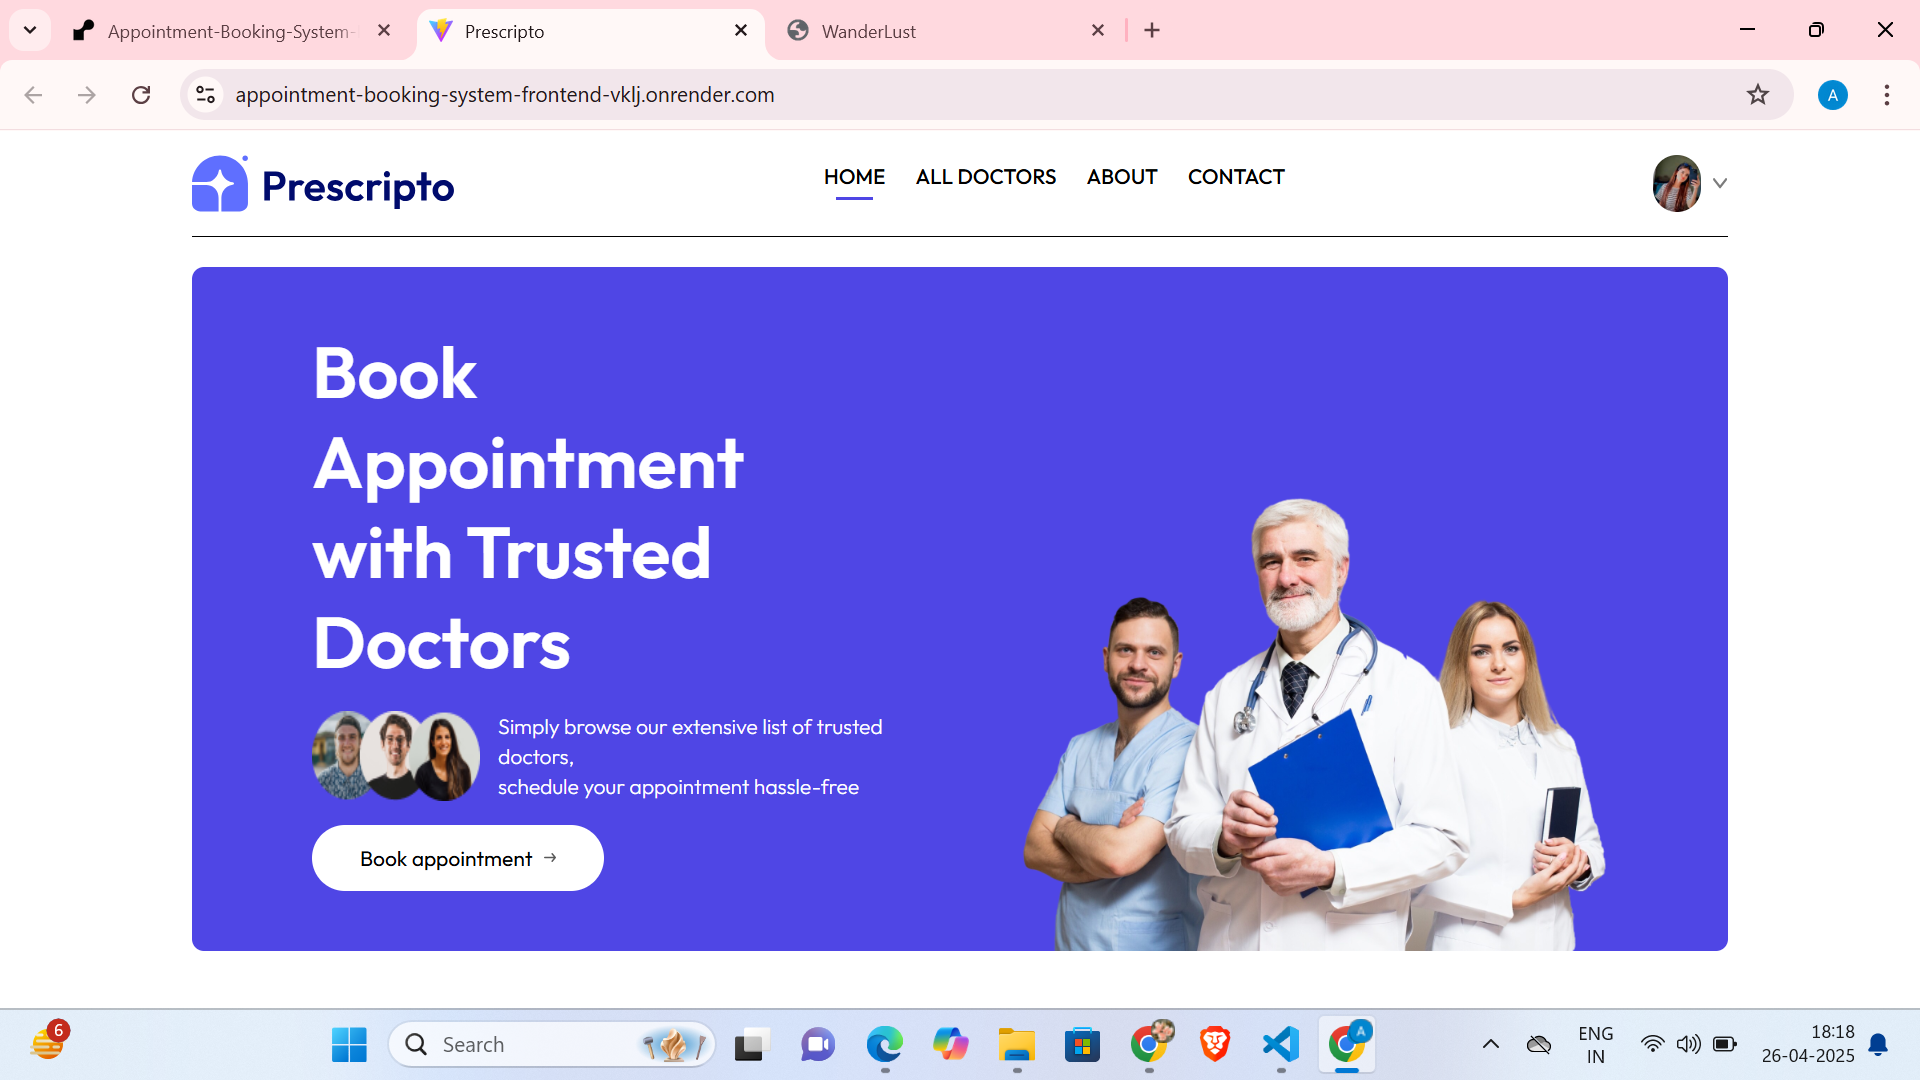 Appointment-Booking-System-
Prescripto
WanderLust
appointment-booking-system-frontend-vklj.onrender.com
A
Prescripto
HOME
ALL DOCTORS
ABOUT
CONTACT
Book
Appointment
with Trusted
Doctors
Simply browse our extensive list of trusted
doctors,
schedule your appointment hassle-free
Book appointment →
6
Search
A
ENG
IN
18:18
26-04-2025